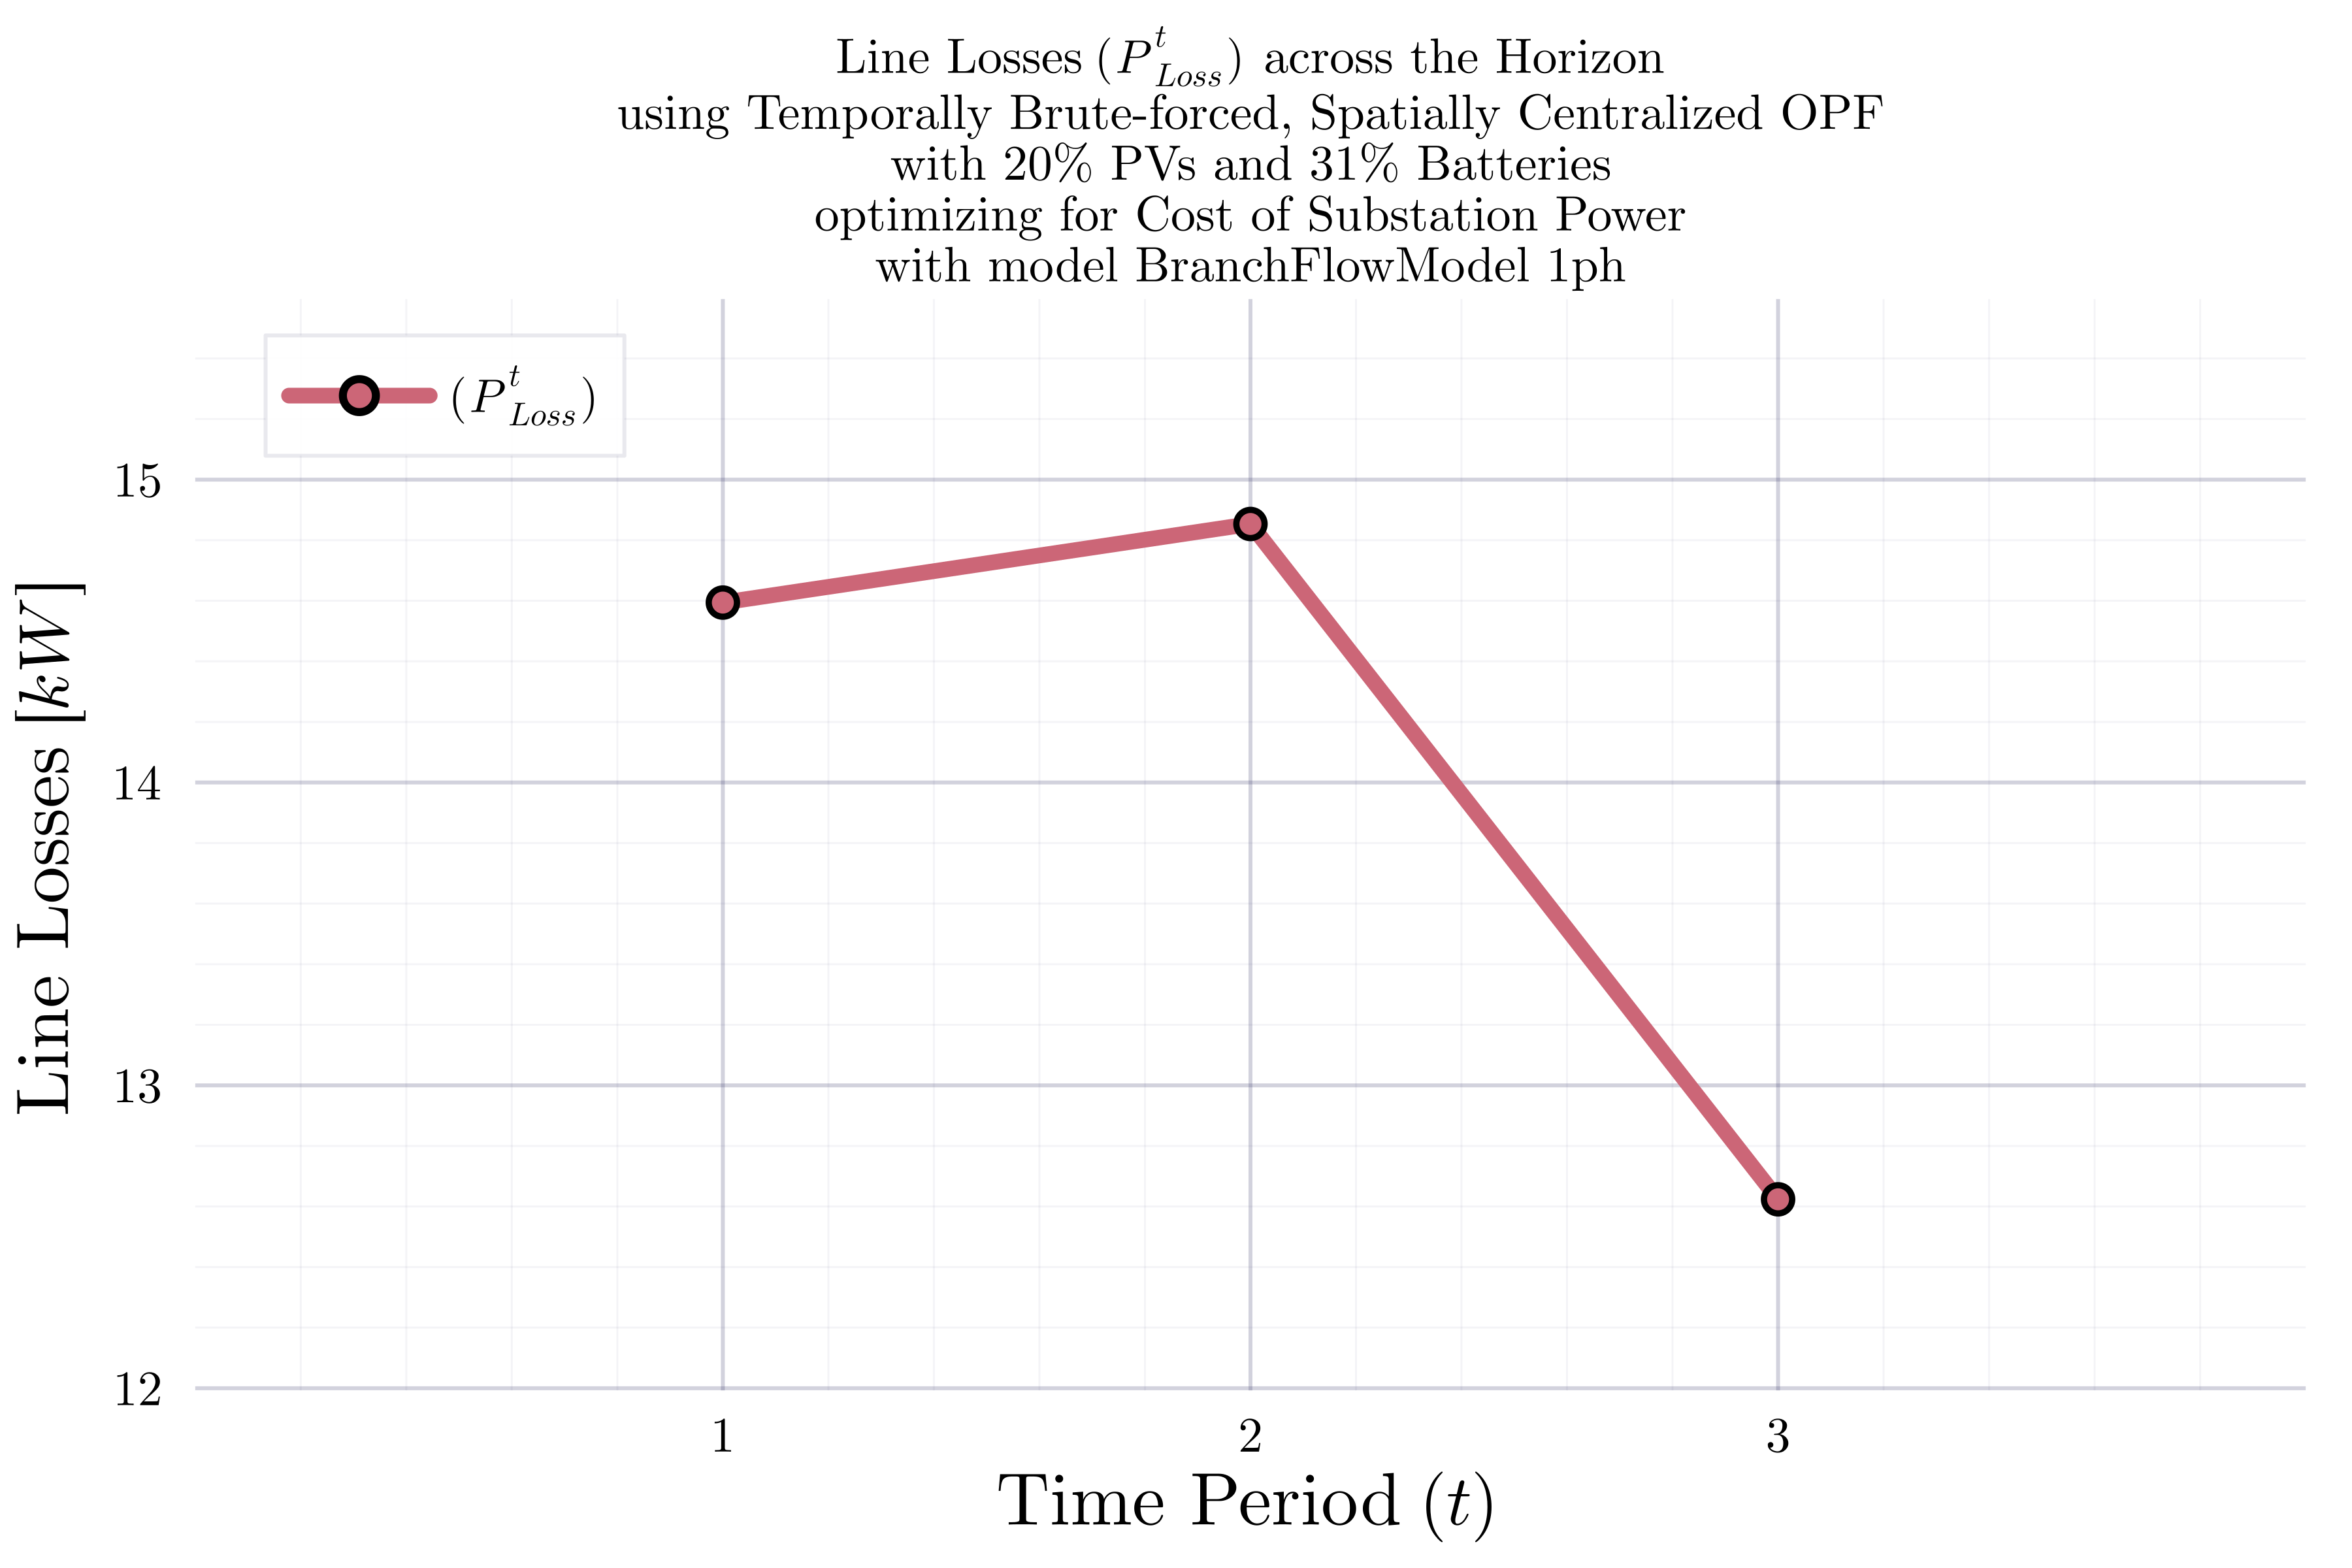 Line Losses (P^t_Loss) across the Horizon
using Temporally Brute-forced, Spatially Centralized OPF
with 20% PVs and 31% Batteries
optimizing for Cost of Substation Power
with model BranchFlowModel 1ph
(P^t_Loss)
15
14
13
12
Line Losses [kW]
1 2 3
Time Period (t)